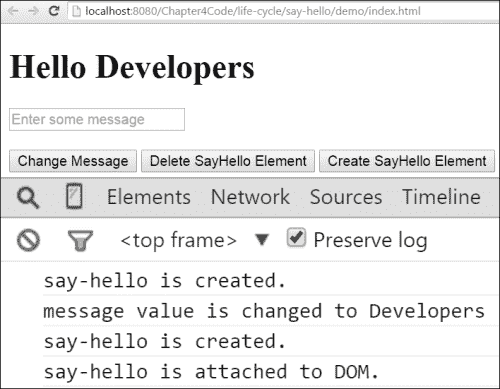 localhost:8080/Chapter4Code/life-cycle/say-hello/demo/index.html
Hello Developers
Enter some message
Change Message Delete SayHello Element Create SayHello Element
Elements Network Sources Timeline
<top frame> ▼ Preserve log
say-hello is created.
message value is changed to Developers
say-hello is created.
say-hello is attached to DOM.